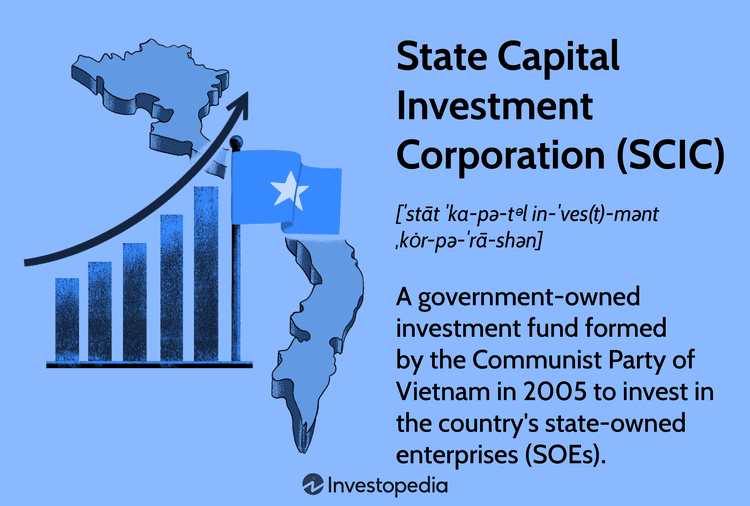 State Capital
Investment
Corporation (SCIC)
[ˈstāt ˈka-pə-tᵊl in-ˈves(t)-mənt
ˌkȯr-pə-ˈrā-shən]
A government-owned
investment fund formed
by the Communist Party of
Vietnam in 2005 to invest in
the country's state-owned
enterprises (SOEs).
Investopedia